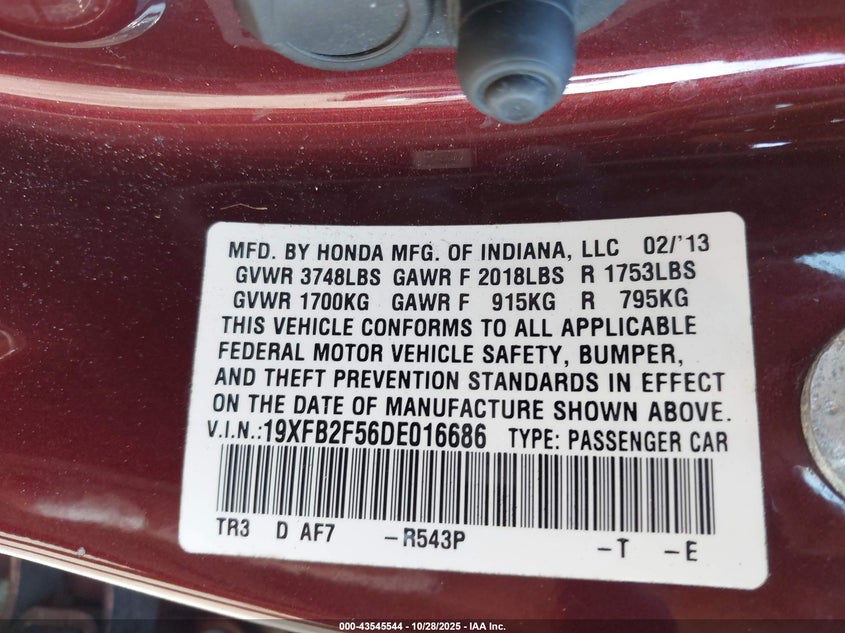 MFD. BY HONDA MFG. OF INDIANA, LLC 02/'13
GVWR 3748LBS GAWR F 2018LBS R 1753LBS
GVWR 1700KG GAWR F 915KG R 795KG
THIS VEHICLE CONFORMS TO ALL APPLICABLE
FEDERAL MOTOR VEHICLE SAFETY, BUMPER,
AND THEFT PREVENTION STANDARDS IN EFFECT
ON THE DATE OF MANUFACTURE SHOWN ABOVE.
V.I.N.:19XFB2F56DE016686 TYPE: PASSENGER CAR
TR3 D AF7 -R543P -T -E
000-43545544 - 10/28/2025 - IAA Inc.